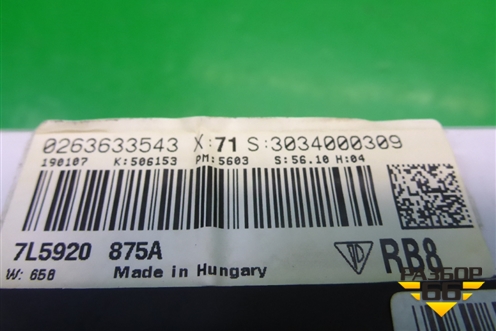 0263633543 X:71 S:3034000309
190107 K:506153 PM:5603 S:56.10 H:04
7L5920 875A RB8
W: 658 Made in Hungary
РАЗБОР
66